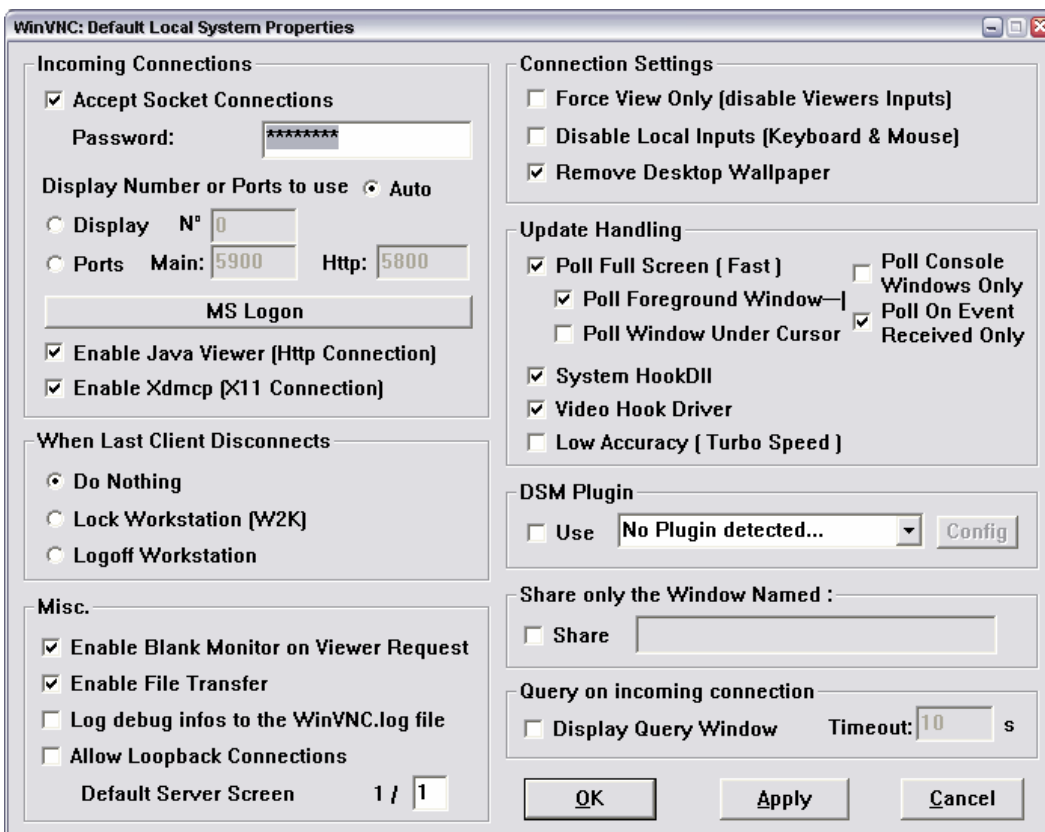 WinVNC: Default Local System Properties
Incoming Connections
Accept Socket Connections
Password: ********
Display Number or Ports to use Auto
Display N° 0
Ports Main: 5900 Http: 5800
MS Logon
Enable Java Viewer (Http Connection)
Enable Xdmcp (X11 Connection)
When Last Client Disconnects
Do Nothing
Lock Workstation (W2K)
Logoff Workstation
Misc.
Enable Blank Monitor on Viewer Request
Enable File Transfer
Log debug infos to the WinVNC.log file
Allow Loopback Connections
Default Server Screen 1 / 1
Connection Settings
Force View Only (disable Viewers Inputs)
Disable Local Inputs (Keyboard & Mouse)
Remove Desktop Wallpaper
Update Handling
Poll Full Screen ( Fast )
Poll Foreground Window
Poll Window Under Cursor
Poll Console
Windows Only
Poll On Event
Received Only
System HookDll
Video Hook Driver
Low Accuracy ( Turbo Speed )
DSM Plugin
Use No Plugin detected... Config
Share only the Window Named :
Share
Query on incoming connection
Display Query Window Timeout: 10 s
OK Apply Cancel